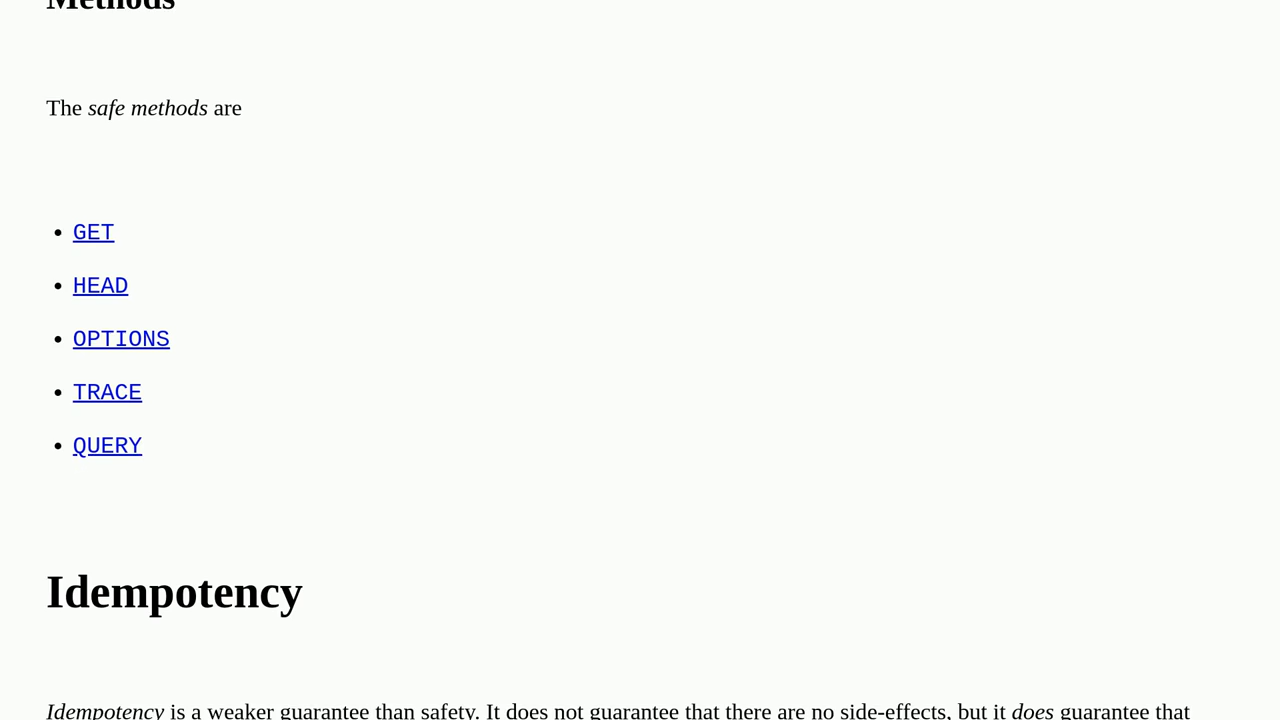 Methods
The safe methods are
• GET
• HEAD
• OPTIONS
• TRACE
• QUERY
Idempotency
Idempotency is a weaker guarantee than safety. It does not guarantee that there are no side-effects, but it does guarantee that